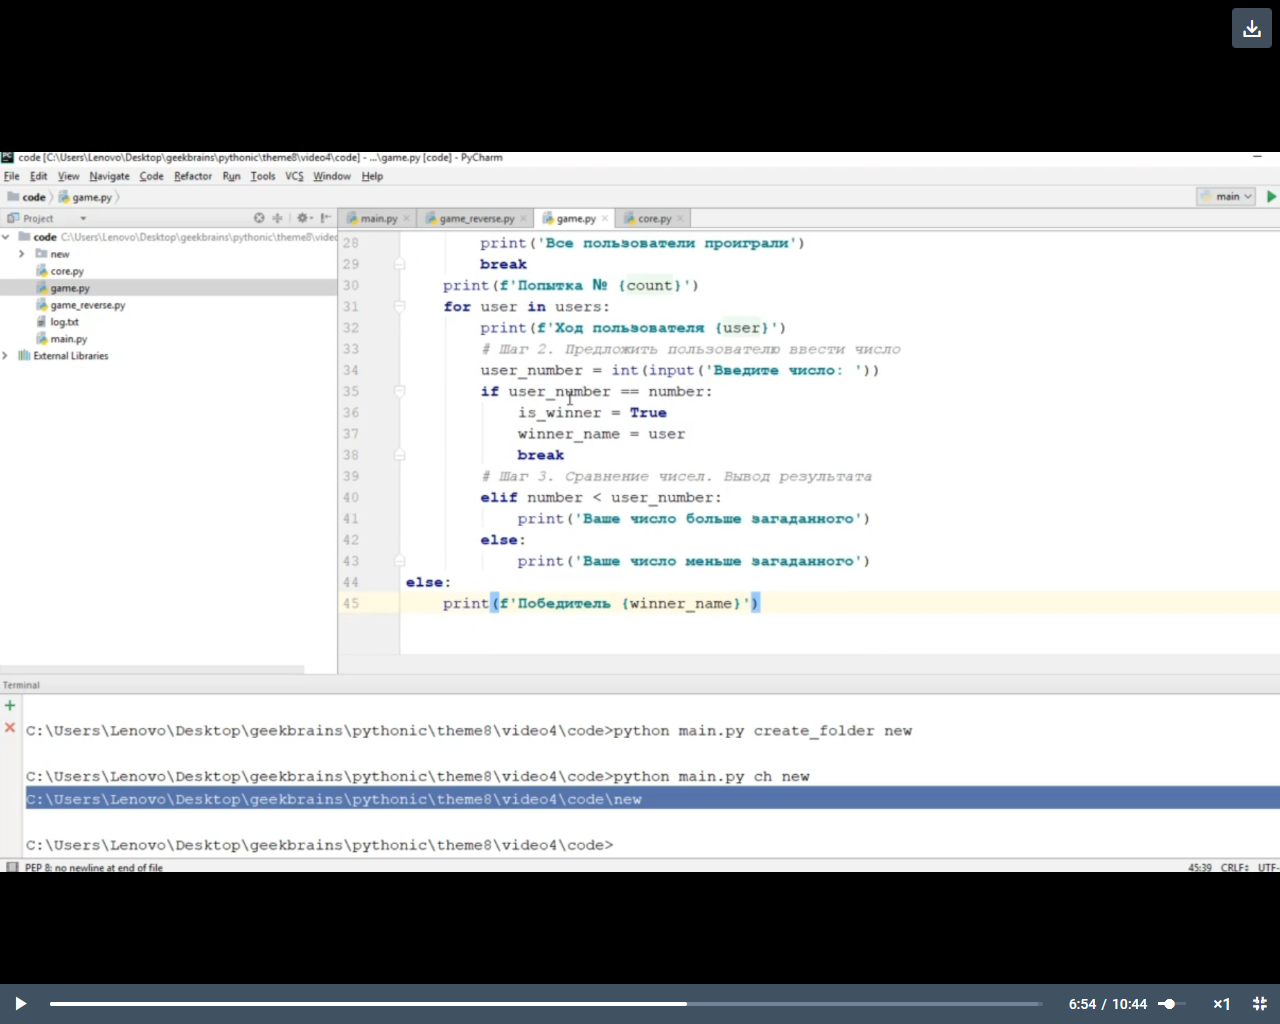 code [C:\Users\Lenovo\Desktop\geekbrains\pythonic\theme8\video4\code] - ...\game.py [code] - PyCharm
File Edit View Navigate Code Refactor Run Tools VCS Window Help
code game.py main
Project main.py game_reverse.py game.py core.py
code C:\Users\Lenovo\Desktop\geekbrains\pythonic\theme8\video
new
core.py
game.py
game_reverse.py
log.txt
main.py
External Libraries
28 print('Все пользователи проиграли')
29 break
30 print(f'Попытка № {count}')
31 for user in users:
32 print(f'Ход пользователя {user}')
33 # Шаг 2. Предложить пользователю ввести число
34 user_number = int(input('Введите число: '))
35 if user_number == number:
36 is_winner = True
37 winner_name = user
38 break
39 # Шаг 3. Сравнение чисел. Вывод результата
40 elif number < user_number:
41 print('Ваше число больше загаданного')
42 else:
43 print('Ваше число меньше загаданного')
44 else:
45 print(f'Победитель {winner_name}')
Terminal
C:\Users\Lenovo\Desktop\geekbrains\pythonic\theme8\video4\code>python main.py create_folder new
C:\Users\Lenovo\Desktop\geekbrains\pythonic\theme8\video4\code>python main.py ch new
C:\Users\Lenovo\Desktop\geekbrains\pythonic\theme8\video4\code\new
C:\Users\Lenovo\Desktop\geekbrains\pythonic\theme8\video4\code>
PEP 8: no newline at end of file 45:39 CRLF÷ UTF-
6:54 / 10:44 ×1